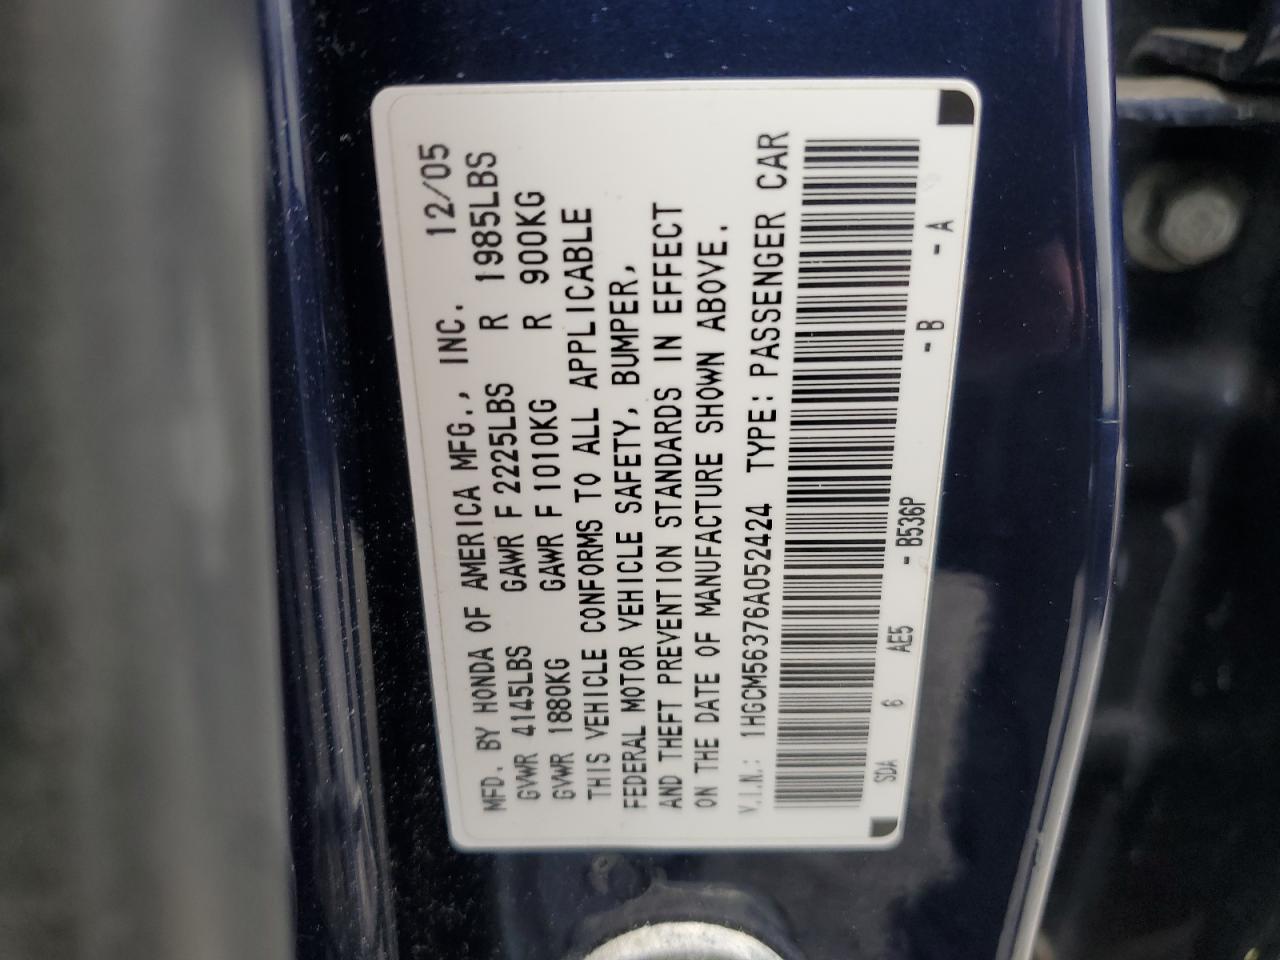 MFD. BY HONDA OF AMERICA MFG., INC. 12/05
GVWR 4145LBS GAWR F 2225LBS R 1985LBS
GVWR 1880KG GAWR F 1010KG R 900KG
THIS VEHICLE CONFORMS TO ALL APPLICABLE
FEDERAL MOTOR VEHICLE SAFETY, BUMPER,
AND THEFT PREVENTION STANDARDS IN EFFECT
ON THE DATE OF MANUFACTURE SHOWN ABOVE.
V.I.N.: 1HGCM56376A052424 TYPE: PASSENGER CAR
SDA 6 AE5 - B536P - B - A